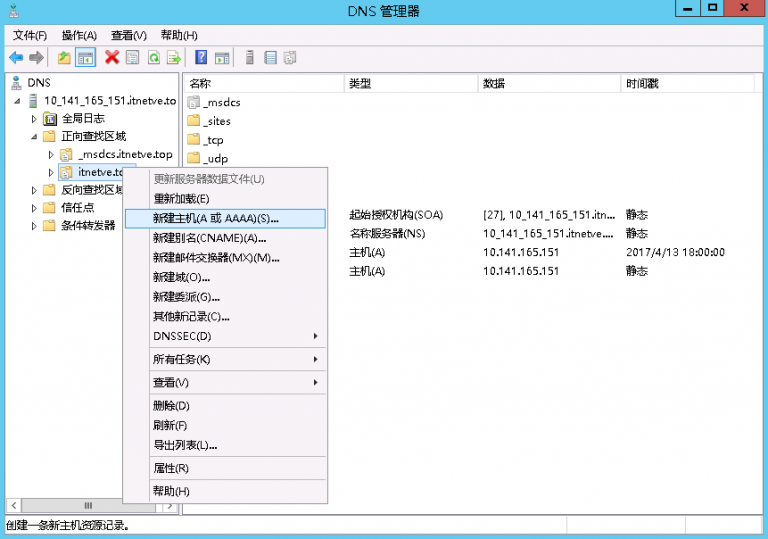 DNS 管理器
文件(F) 操作(A) 查看(V) 帮助(H)
DNS
10_141_165_151.itnetve.to
全局日志
正向查找区域
_msdcs.itnetve.top
itnetve.to
反向查找区域
信任点
条件转发器
名称 类型 数据 时间戳
_msdcs
_sites
_tcp
_udp
起始授权机构(SOA) [27], 10_141_165_151.itn... 静态
名称服务器(NS) 10_141_165_151.itnetve.... 静态
主机(A) 10.141.165.151 2017/4/13 18:00:00
主机(A) 10.141.165.151 静态
更新服务器数据文件(U)
重新加载(E)
新建主机(A 或 AAAA)(S)...
新建别名(CNAME)(A)...
新建邮件交换器(MX)(M)...
新建域(O)...
新建委派(G)...
其他新记录(C)...
DNSSEC(D)
所有任务(K)
查看(V)
删除(D)
刷新(F)
导出列表(L)...
属性(R)
帮助(H)
创建一条新主机资源记录。